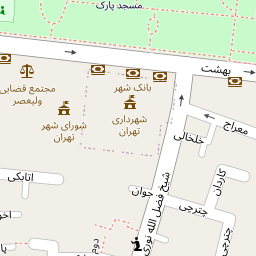 مسجد پارک
بهشت
مجتمع قضایی
ولیعصر
بانک شهر
شهرداری
تهران
شورای شهر
تهران
معراج
خلخالی
شیخ فضل الله نوری
کاردان
جوان
چترچی
چترچی
اتابکی
دوم